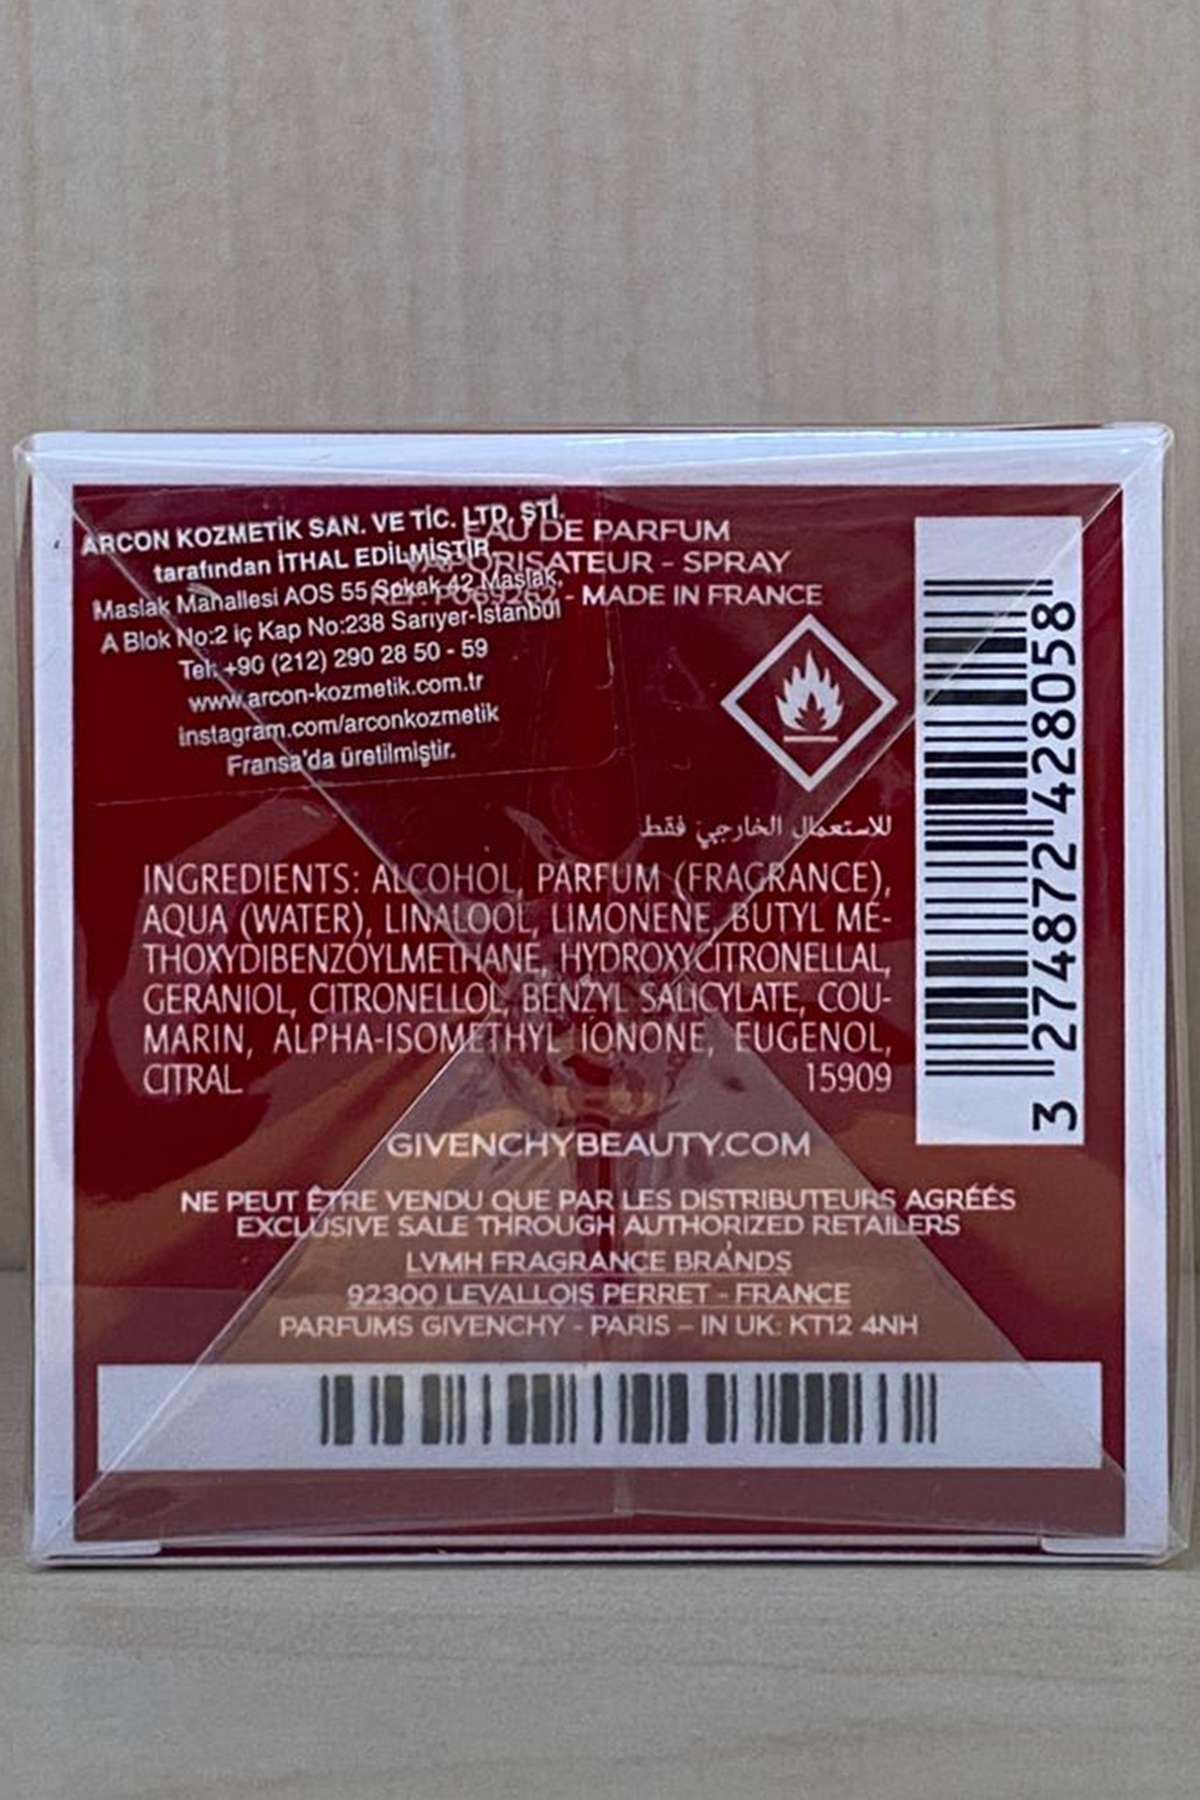 ARCON KOZMETİK SAN. VE TİC. LTD. ŞTİ.
tarafından İTHAL EDİLMİŞTİR.
Maslak Mahallesi AOS 55 Sokak 42 Maslak,
A Blok No:2 iç Kap No:238 Sarıyer-İstanbul
Tel: +90 (212) 290 28 50 - 59
www.arcon-kozmetik.com.tr
instagram.com/arconkozmetik
Fransa'da üretilmiştir.
EAU DE PARFUM
VAPORISATEUR - SPRAY
REF. P069262 - MADE IN FRANCE
للاستعمال الخارجي فقط
INGREDIENTS: ALCOHOL, PARFUM (FRAGRANCE),
AQUA (WATER), LINALOOL, LIMONENE, BUTYL ME-
THOXYDIBENZOYLMETHANE, HYDROXYCITRONELLAL,
GERANIOL, CITRONELLOL, BENZYL SALICYLATE, COU-
MARIN, ALPHA-ISOMETHYL IONONE, EUGENOL,
CITRAL. 15909
GIVENCHYBEAUTY.COM
NE PEUT ÊTRE VENDU QUE PAR LES DISTRIBUTEURS AGRÉÉS
EXCLUSIVE SALE THROUGH AUTHORIZED RETAILERS
LVMH FRAGRANCE BRANDS
92300 LEVALLOIS PERRET - FRANCE
PARFUMS GIVENCHY - PARIS – IN UK: KT12 4NH
3 274872 428058